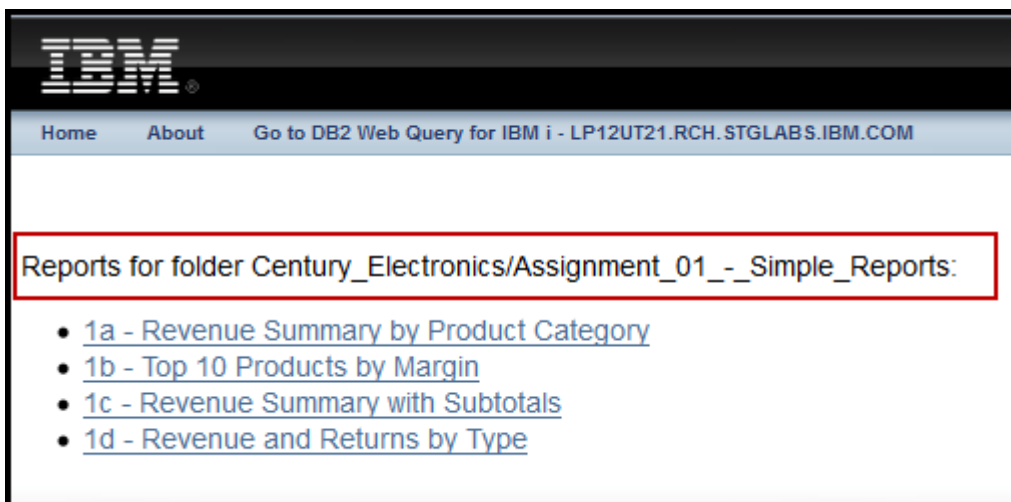 IBM®
Home About Go to DB2 Web Query for IBM i - LP12UT21.RCH.STGLABS.IBM.COM
Reports for folder Century_Electronics/Assignment_01_-_Simple_Reports:
• 1a - Revenue Summary by Product Category
• 1b - Top 10 Products by Margin
• 1c - Revenue Summary with Subtotals
• 1d - Revenue and Returns by Type